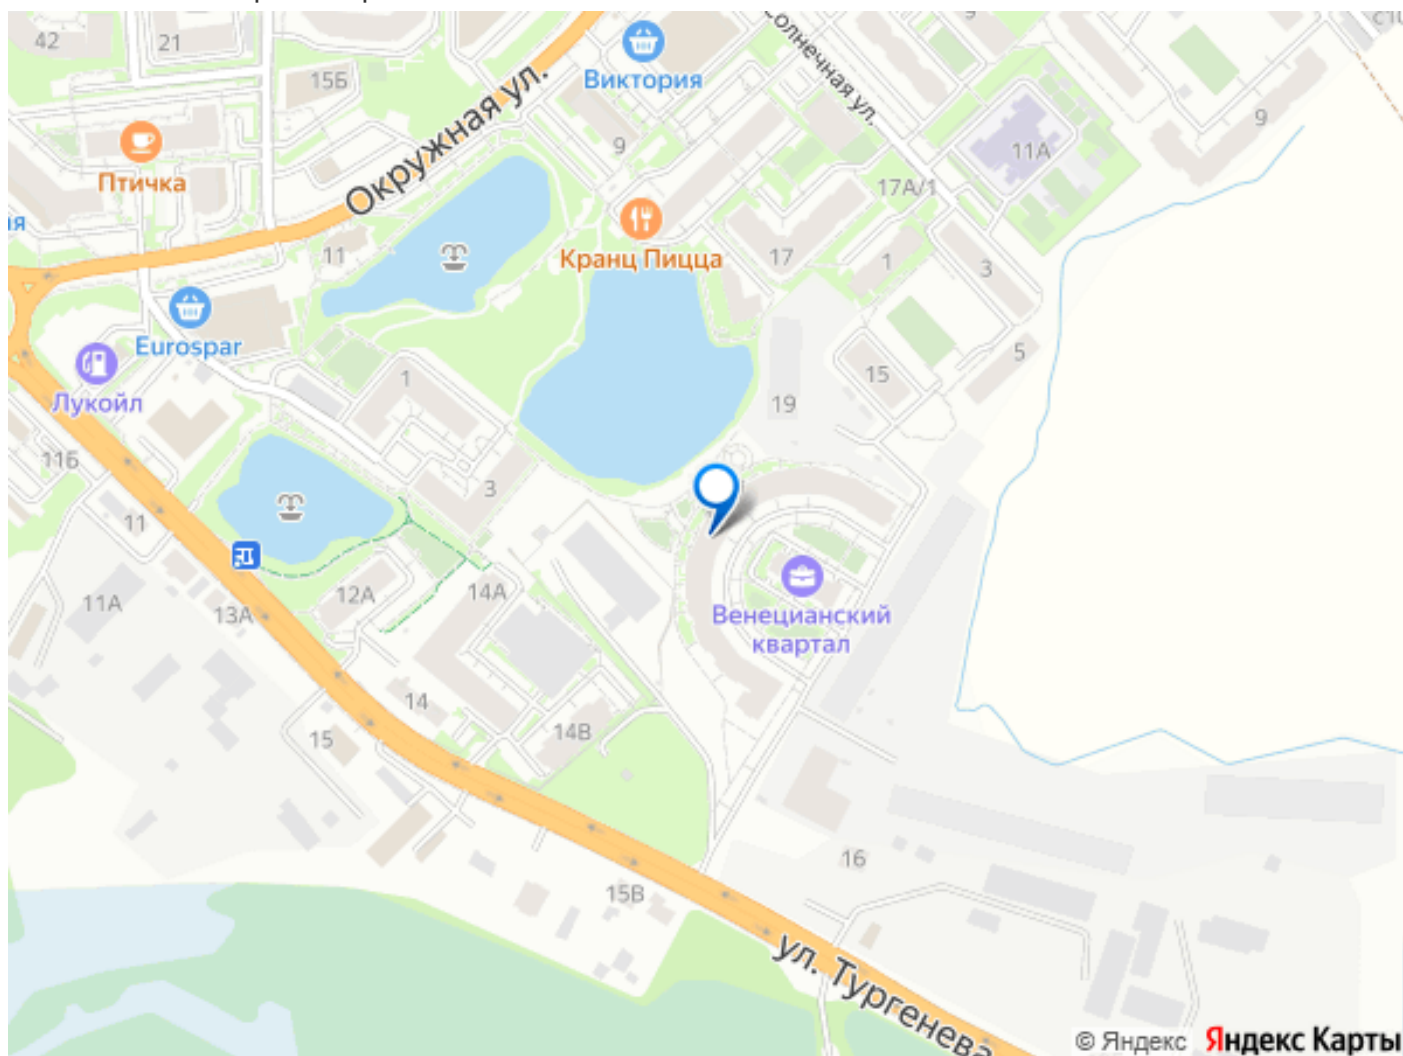 42
21
15Б
Виктория
Солнечная ул.
9
Окружная ул.
9
9
11А
Птичка
17А/1
ая
11
Кранц Пицца
17
1
3
Eurospar
Лукойл
1
5
15
19
11Б
3
11
11А
13А
12А
14А
Венецианский
квартал
14
15
14В
16
15В
ул. Тургенева
© Яндекс
Яндекс Карты